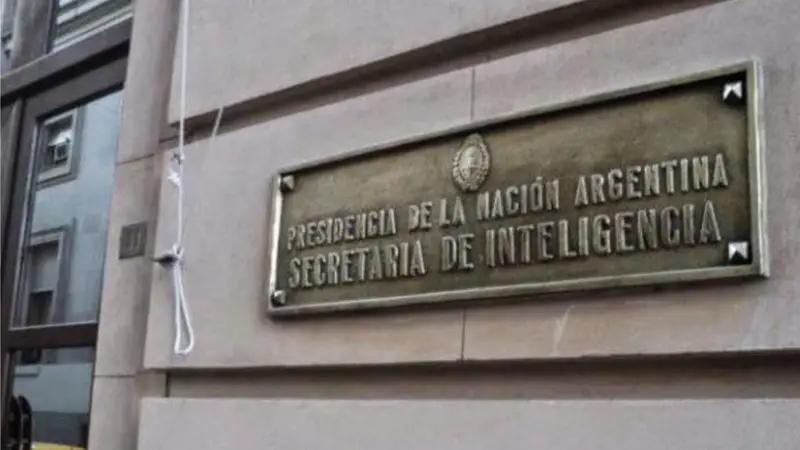 PRESIDENCIA DE LA NACIÓN ARGENTINA
SECRETARIA DE INTELIGENCIA